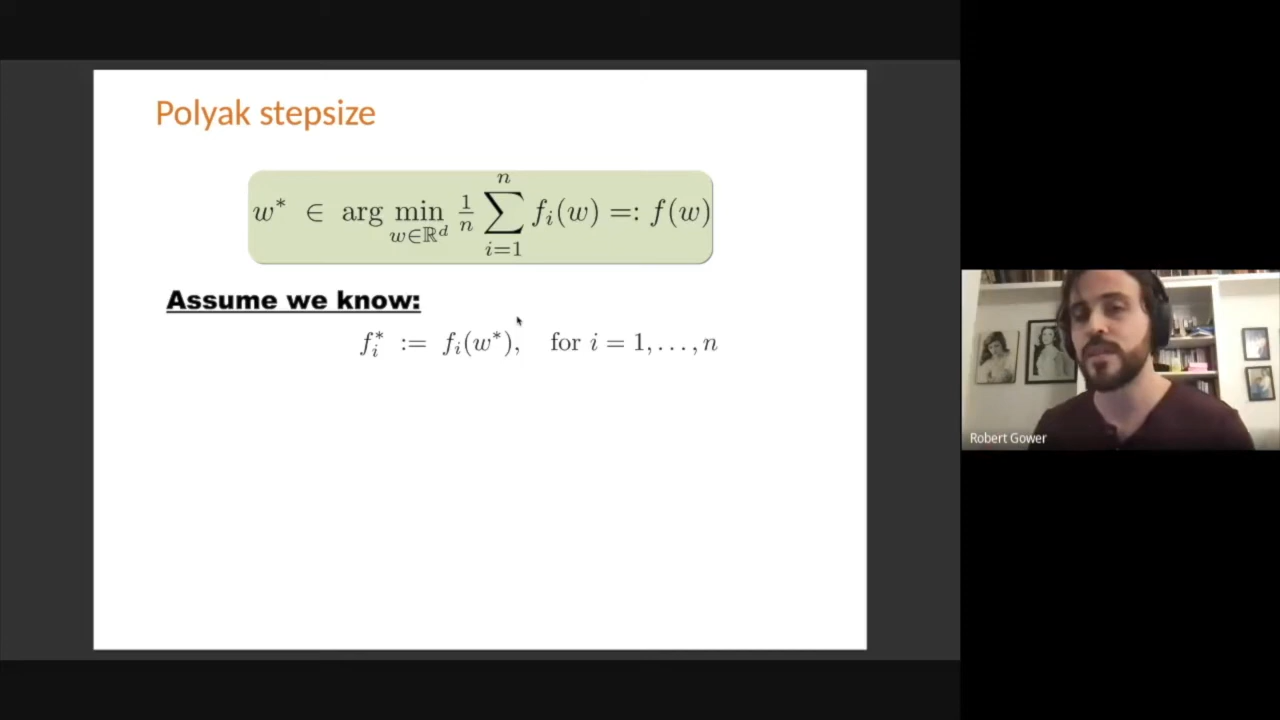 Polyak stepsize
w* ∈ arg min_{w∈ℝ^d} 1/n ∑_{i=1}^{n} f_i(w) =: f(w)
Assume we know:
f_i^* := f_i(w*), for i = 1, . . . , n
Robert Gower